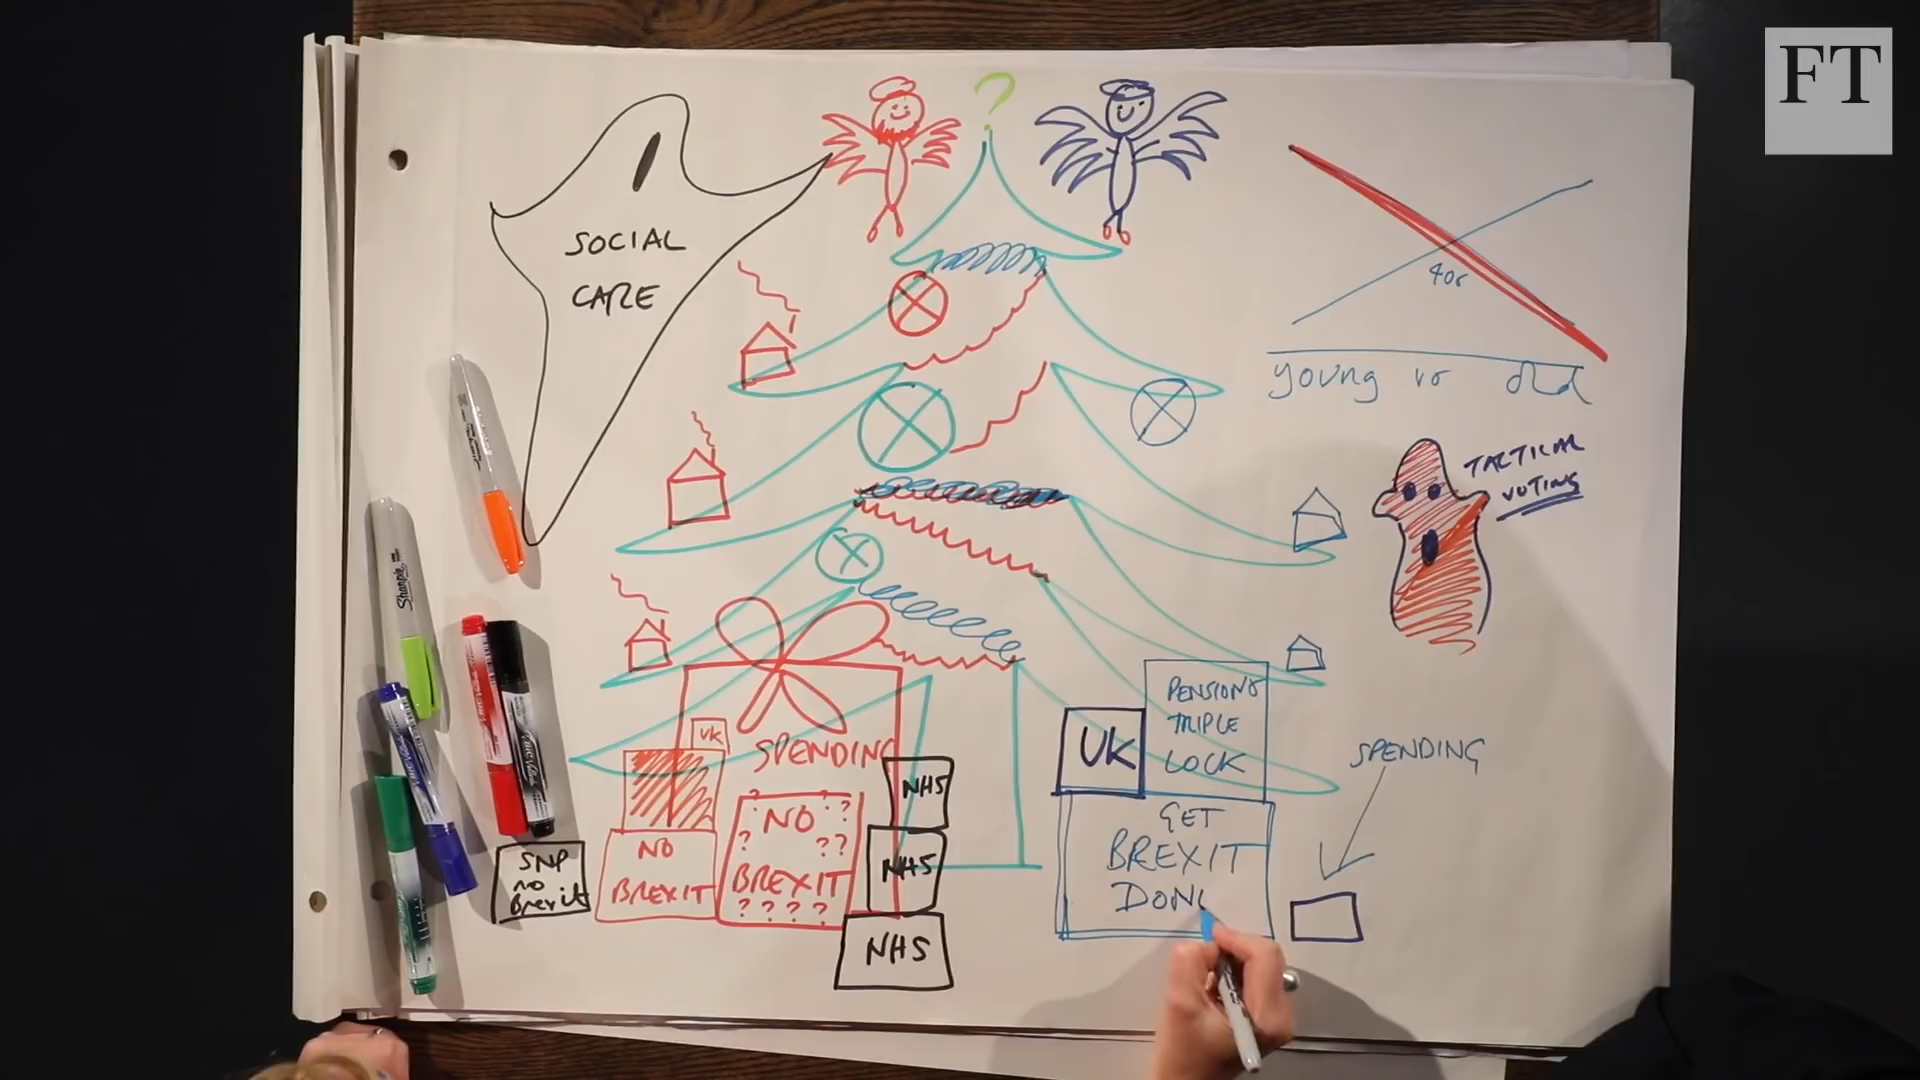 FT
?
SOCIAL
CARE
40s
young vs old
TACTICAL
VOTING
UK
SPENDING
NO
BREXIT
? ? ?
NO
? ??
BREXIT
? ? ? ?
SNP
no
Brexit
NHS
NHS
NHS
UK
PENSIONS
TRIPLE
LOCK
GET
BREXIT
DON
SPENDING
Sharpie